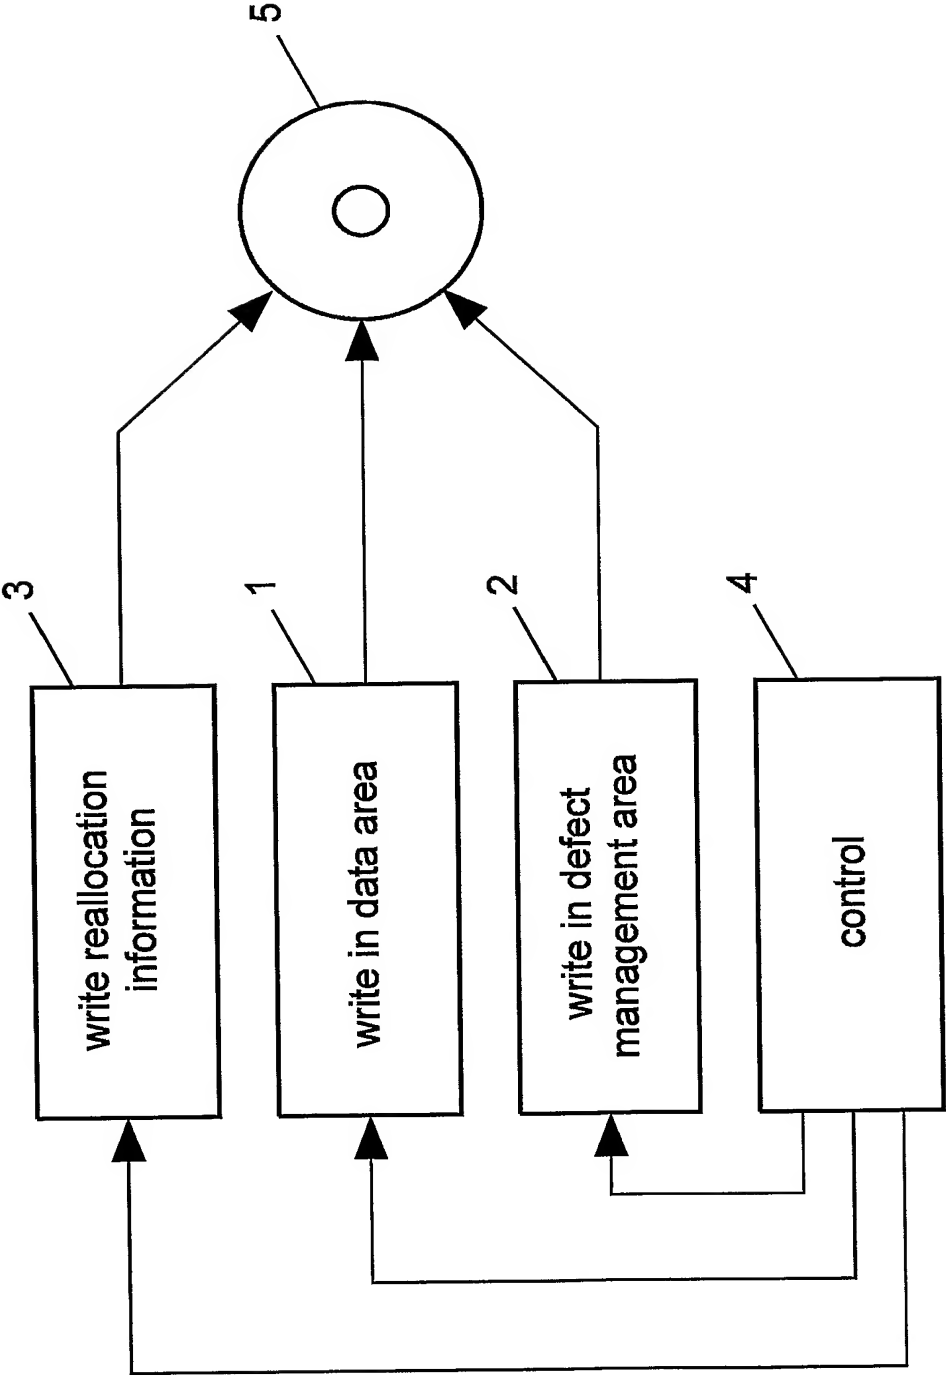 5
3
write reallocation
information
1
write in data area
2
write in defect
management area
4
control